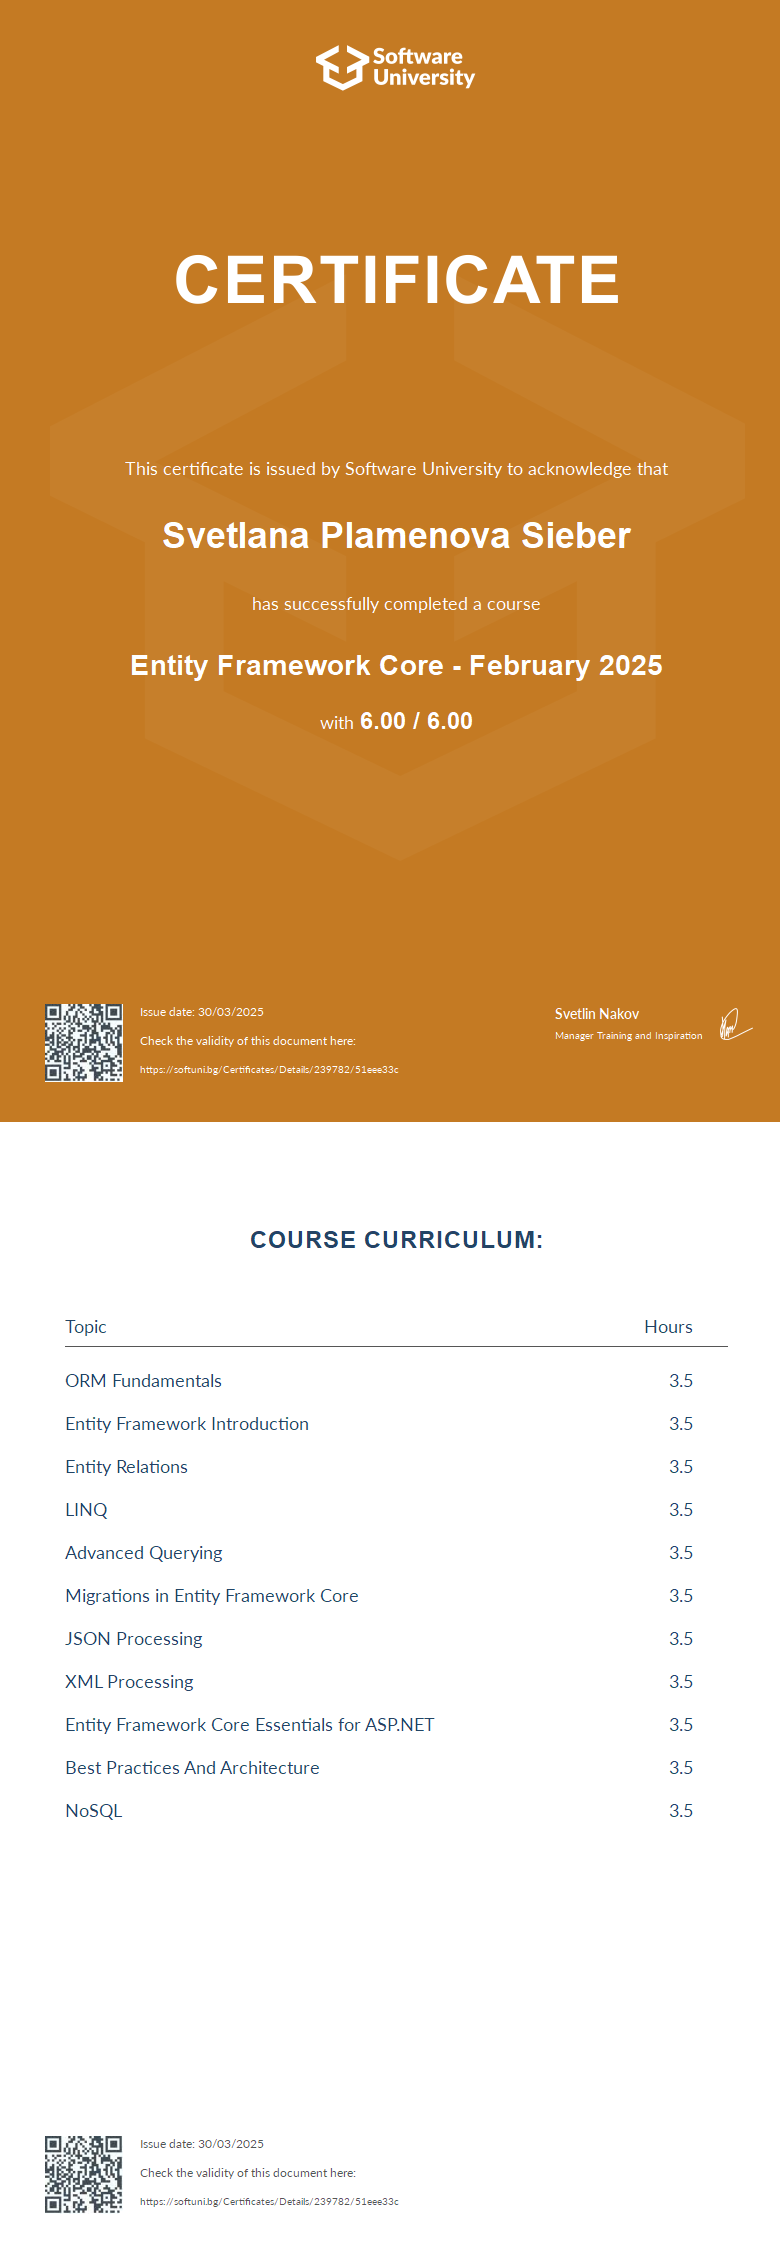 Software
University
CERTIFICATE
This certificate is issued by Software University to acknowledge that
Svetlana Plamenova Sieber
has successfully completed a course
Entity Framework Core - February 2025
with 6.00 / 6.00
Issue date: 30/03/2025
Check the validity of this document here:
https://softuni.bg/Certificates/Details/239782/51eee33c
Svetlin Nakov
Manager Training and Inspiration
COURSE CURRICULUM:
Topic Hours
ORM Fundamentals 3.5
Entity Framework Introduction 3.5
Entity Relations 3.5
LINQ 3.5
Advanced Querying 3.5
Migrations in Entity Framework Core 3.5
JSON Processing 3.5
XML Processing 3.5
Entity Framework Core Essentials for ASP.NET 3.5
Best Practices And Architecture 3.5
NoSQL 3.5
Issue date: 30/03/2025
Check the validity of this document here:
https://softuni.bg/Certificates/Details/239782/51eee33c